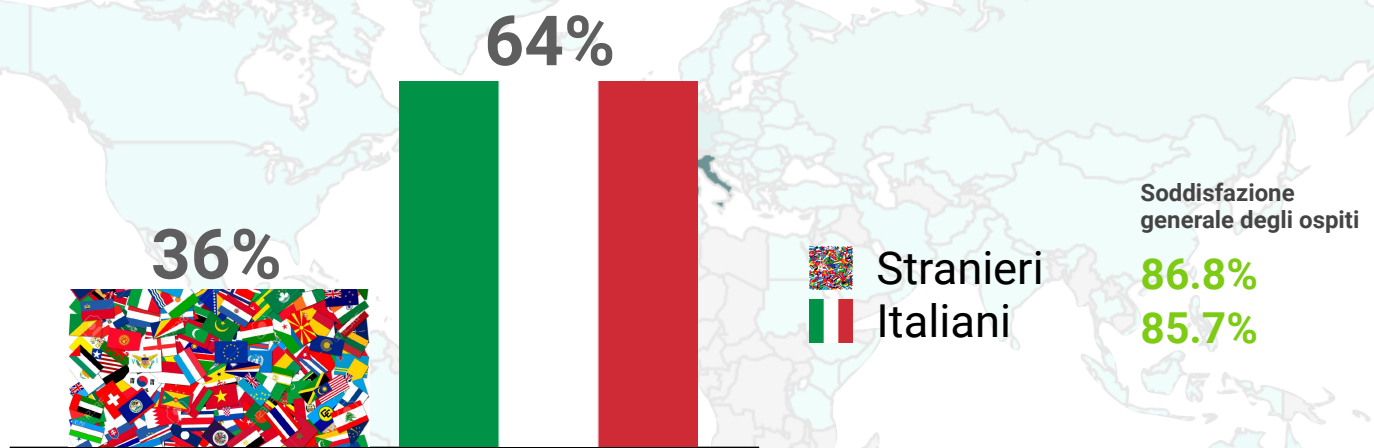 64%
36%
Soddisfazione
generale degli ospiti
Stranieri
86.8%
Italiani
85.7%